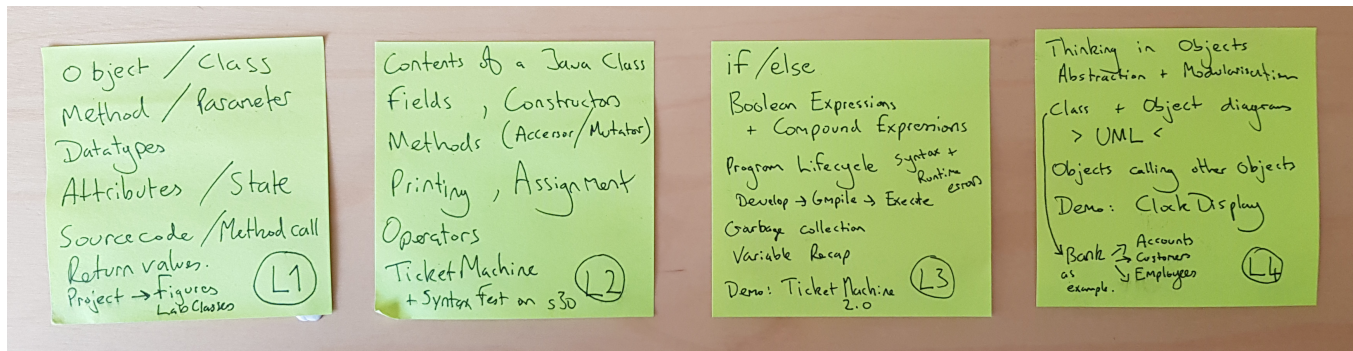 Object / Class
Method / Parameter
Datatypes
Attributes / State
Sourcecode / Method call
Return values.
Project → Figures
LabClasses
L1
Contents of a Java Class
Fields , Constructors
Methods (Accessor/Mutator)
Printing , Assignment
Operators
TicketMachine
+ Syntax Test on s30
L2
if/else
Boolean Expressions
+ Compound Expressions
Program Lifecycle
Syntax +
Runtime
errors
Develop → Compile → Execute
Garbage collection
Variable Recap
Demo: TicketMachine
2.0
L3
Thinking in Objects
Abstraction + Modularisation
Class + Object diagrams
> UML <
Objects calling other Objects
Demo: ClockDisplay
Bank → Accounts
→ Customers
→ Employees
as
example.
L4